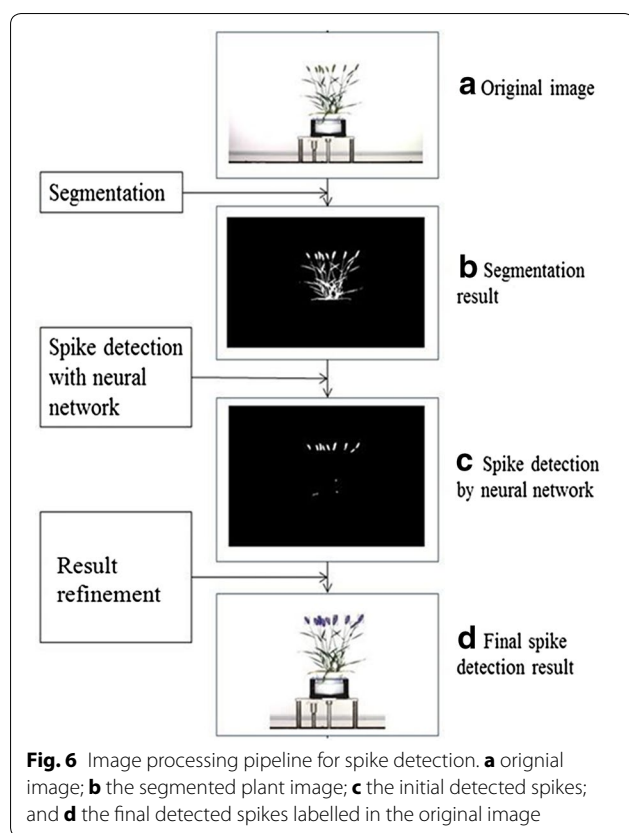 a Original image
Segmentation
b Segmentation
result
Spike detection
with neural
network
c Spike detection
by neural network
Result
refinement
d Final spike
detection result
Fig. 6 Image processing pipeline for spike detection. a orignial
image; b the segmented plant image; c the initial detected spikes;
and d the final detected spikes labelled in the original image